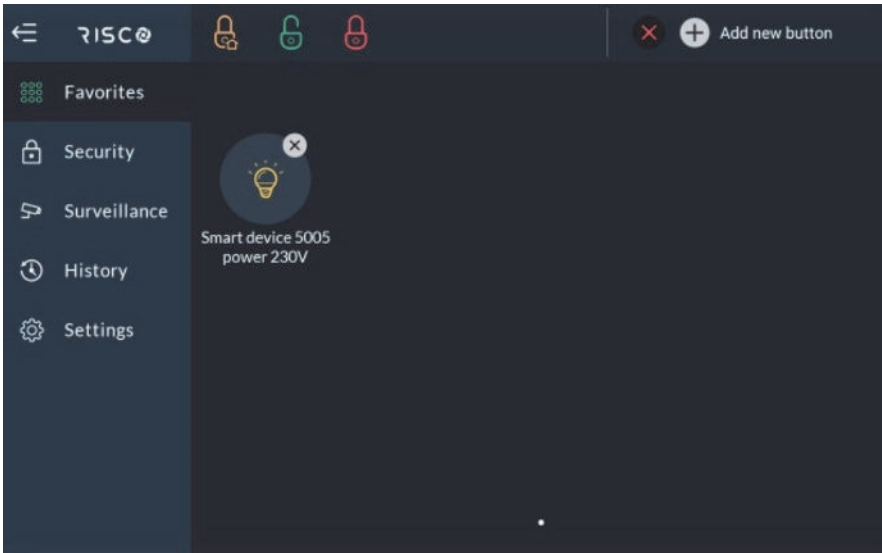 RISCO
Add new button
Favorites
Security
Surveillance
History
Settings
Smart device 5005
power 230V